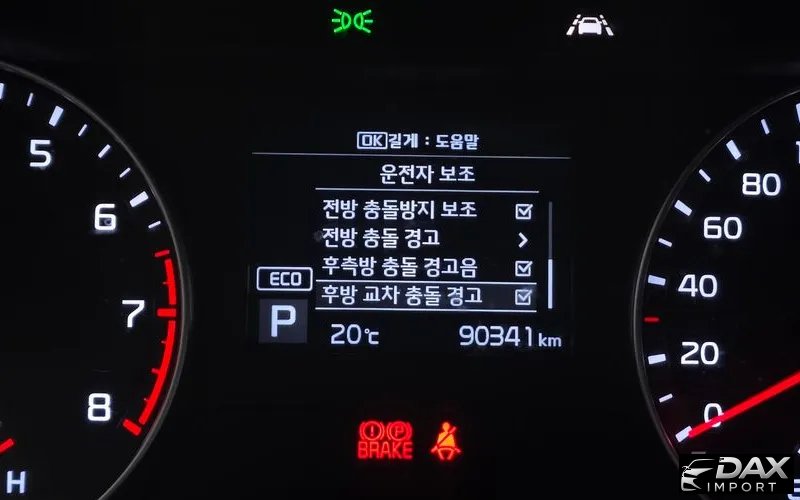 OK길게 : 도움말
운전자 보조
전방 충돌방지 보조
전방 충돌 경고
후측방 충돌 경고음
후방 교차 충돌 경고
ECO
P
20℃ 90341km
5
6
7
8
H
80
60
40
20
0
P
BRAKE
DAX
IMPORT